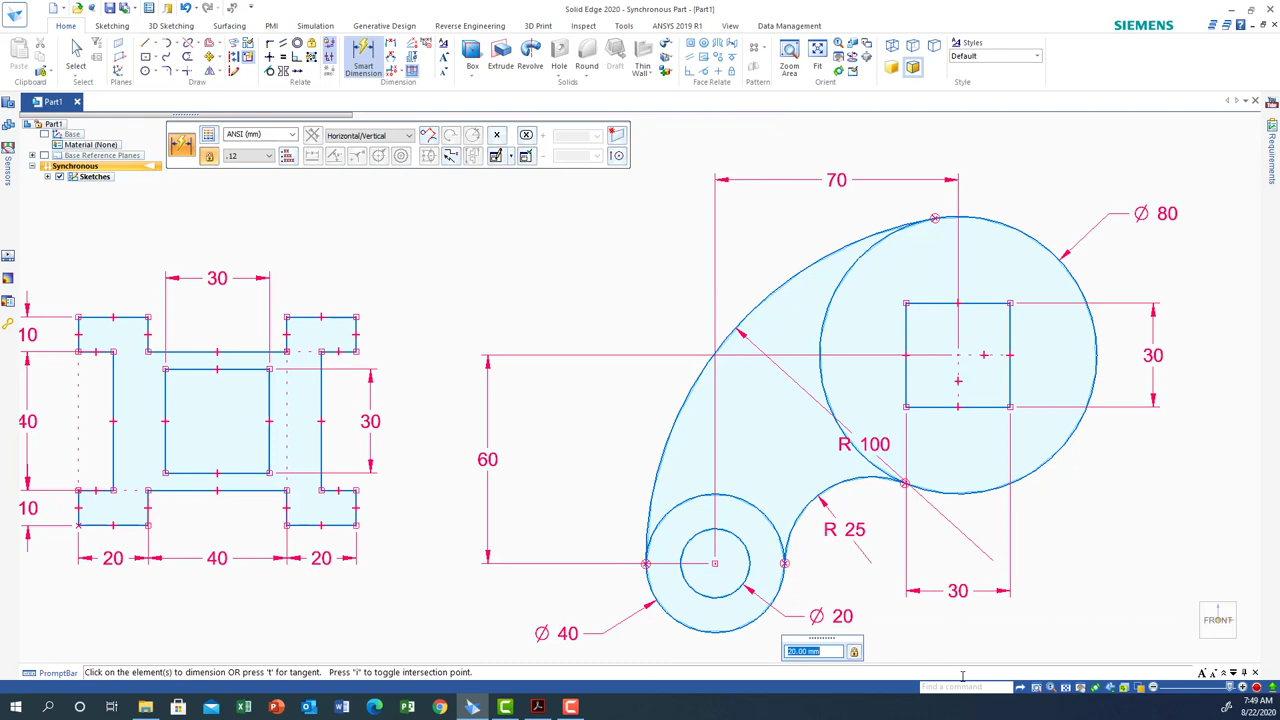 Solid Edge 2020 - Synchronous Part - [Part1]
Home Sketching 3D Sketching Surfacing PMI Simulation Generative Design Reverse Engineering 3D Print Inspect Tools ANSYS 2019 R1 View Data Management
SIEMENS
Paste Select Smart Dimension Box Extrude Revolve Hole Round Draft Thin Wall Zoom Area Fit Styles
Default
Clipboard Select Planes Draw Relate Dimension Solids Face Relate Pattern Orient Style
Part1
Part1
Base
Material (None)
Base Reference Planes
Synchronous
Sketches
ANSI (mm) Horizontal/Vertical
.12
Sensors
Requirements
70
Ø 80
30
10
40
30
30
R 100
60
10
R 25
20 40 20
30
Ø 20
Ø 40
20.00 mm
FRONT
PromptBar Click on the element(s) to dimension OR press 't' for tangent. Press "i" to toggle intersection point.
Find a command
7:49 AM
8/22/2020